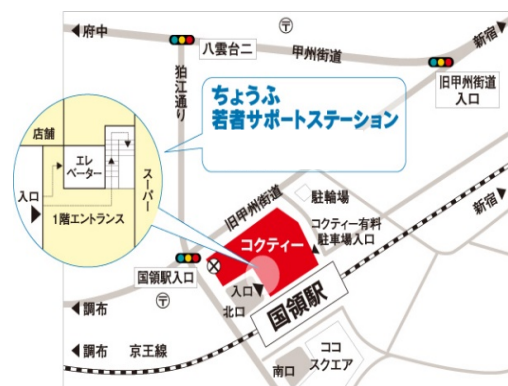 〒
府中
八雲台二
甲州街道
新宿
旧甲州街道
入口
狛江通り
ちょうふ
若者サポートステーション
店舗
エレ
ベーター
スーパー
入口
1階エントランス
旧甲州街道
駐輪場
コクティー有料
駐車場入口
新宿
コクティー
国領駅入口
〒
入口
北口
国領駅
調布
調布
京王線
ココ
スクエア
南口